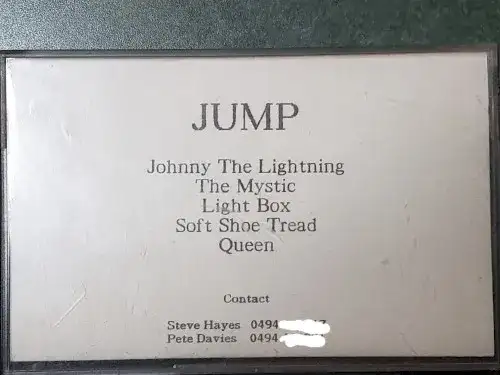 JUMP
Johnny The Lightning
The Mystic
Light Box
Soft Shoe Tread
Queen
Contact
Steve Hayes 0494
Pete Davies 0494